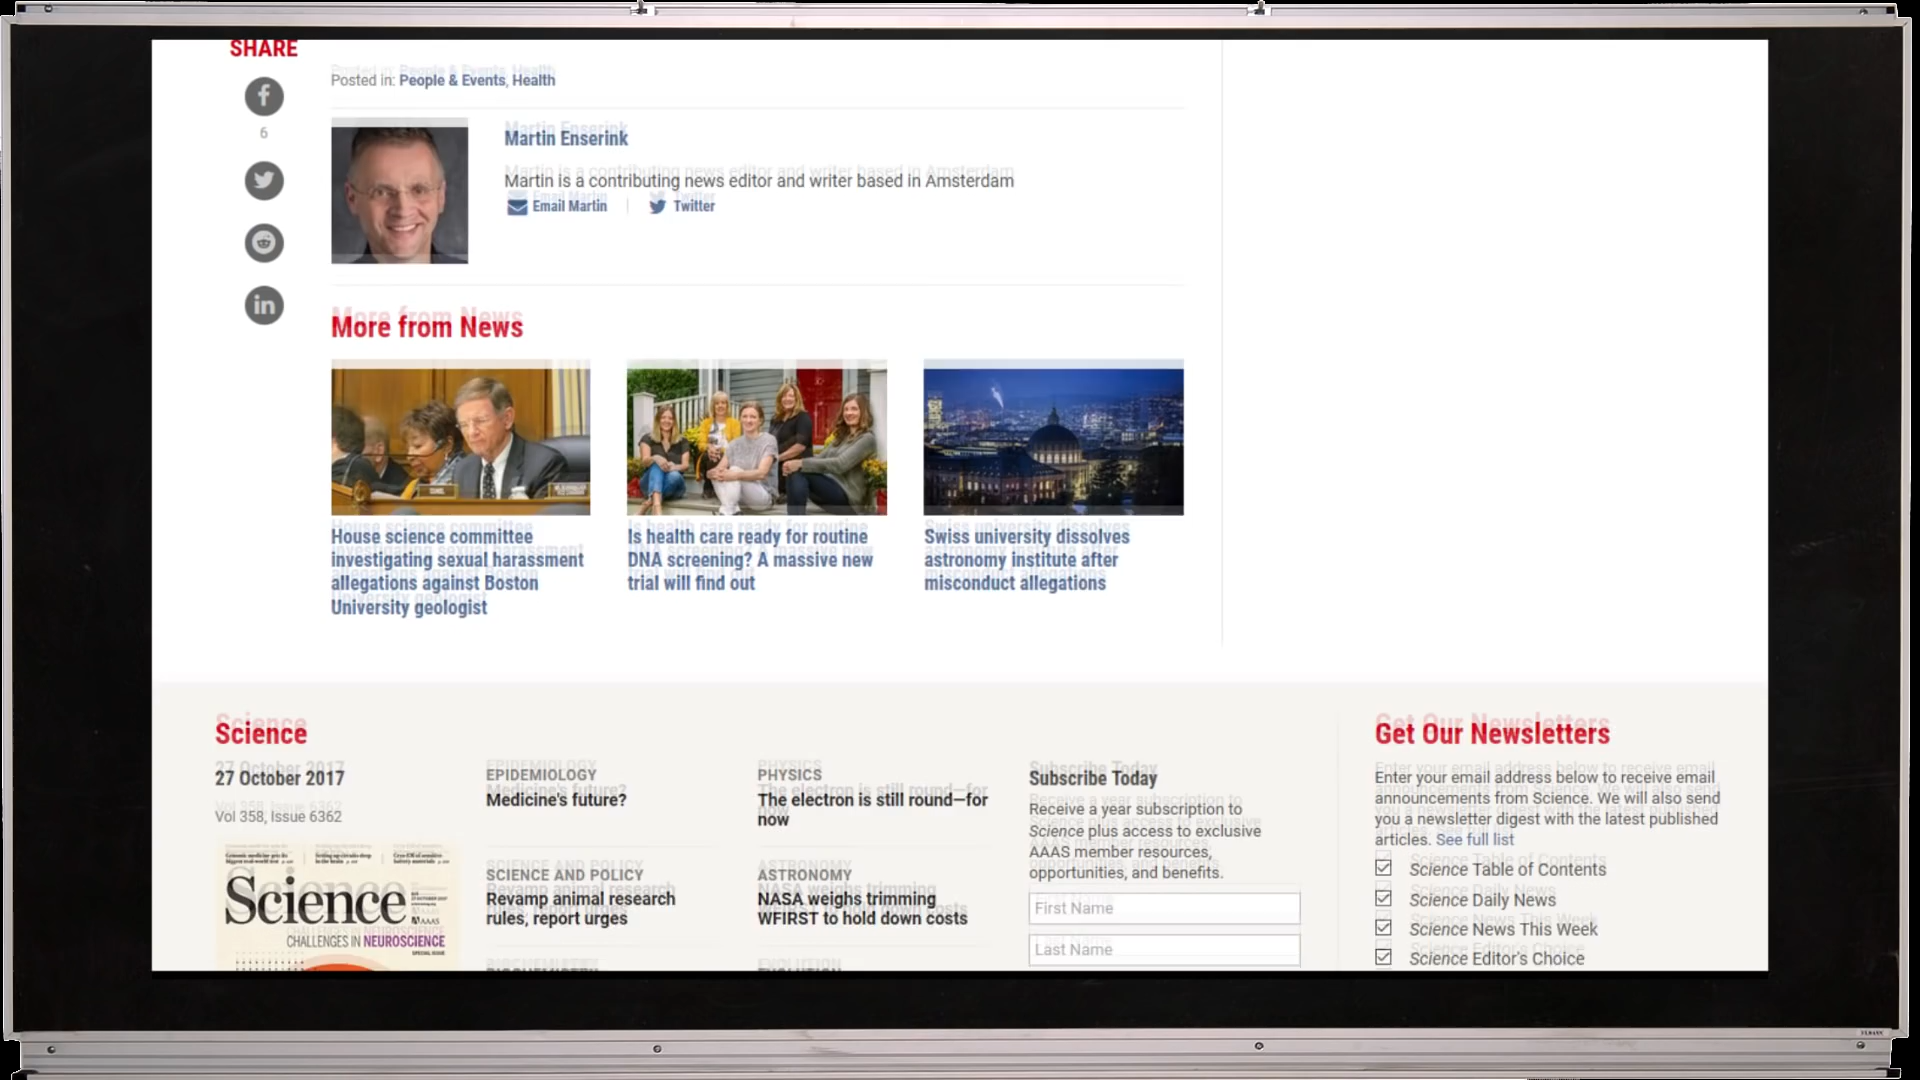 SHARE
Posted in: People & Events, Health
6
Martin Enserink
Martin is a contributing news editor and writer based in Amsterdam
Email Martin
Twitter
More from News
House science committee
investigating sexual harassment
allegations against Boston
University geologist
Is health care ready for routine
DNA screening? A massive new
trial will find out
Swiss university dissolves
astronomy institute after
misconduct allegations
Science
27 October 2017
Vol 358, Issue 6362
Science
AAAS
CHALLENGES IN NEUROSCIENCE
SPECIAL ISSUE
EPIDEMIOLOGY
Medicine's future?
SCIENCE AND POLICY
Revamp animal research
rules, report urges
PHYSICS
The electron is still round—for
now
ASTRONOMY
NASA weighs trimming
WFIRST to hold down costs
Subscribe Today
Receive a year subscription to
Science plus access to exclusive
AAAS member resources,
opportunities, and benefits.
First Name
Last Name
Get Our Newsletters
Enter your email address below to receive email
announcements from Science. We will also send
you a newsletter digest with the latest published
articles. See full list
Science Table of Contents
Science Daily News
Science News This Week
Science Editor's Choice